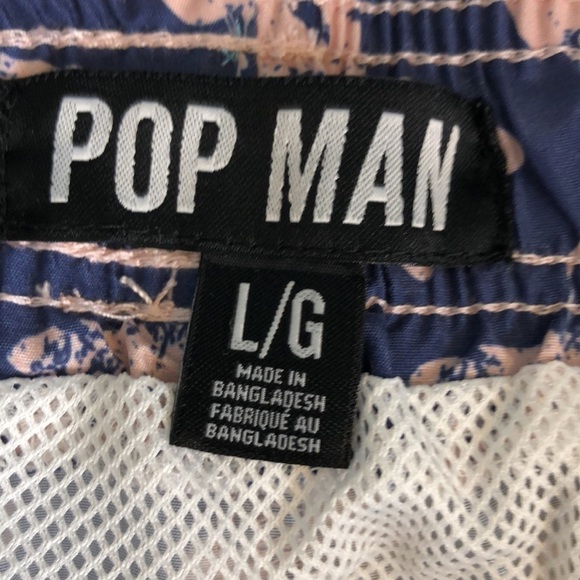 POP MAN
L/G
MADE IN
BANGLADESH
FABRIQUÉ AU
BANGLADESH